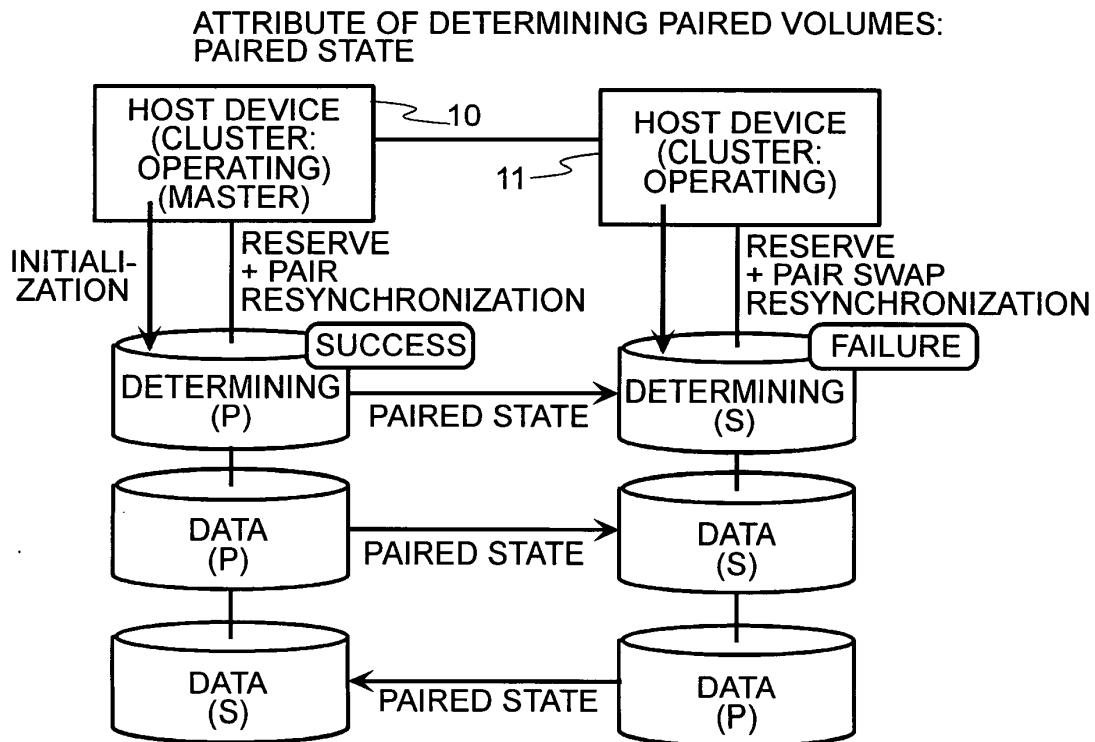 ATTRIBUTE OF DETERMINING PAIRED VOLUMES:
PAIRED STATE
HOST DEVICE
(CLUSTER:
OPERATING)
(MASTER)
10
HOST DEVICE
(CLUSTER:
OPERATING)
11
INITIALI-
ZATION
RESERVE
+ PAIR
RESYNCHRONIZATION
RESERVE
+ PAIR SWAP
RESYNCHRONIZATION
SUCCESS
FAILURE
DETERMINING
(P)
PAIRED STATE
DETERMINING
(S)
DATA
(P)
PAIRED STATE
DATA
(S)
DATA
(S)
PAIRED STATE
DATA
(P)